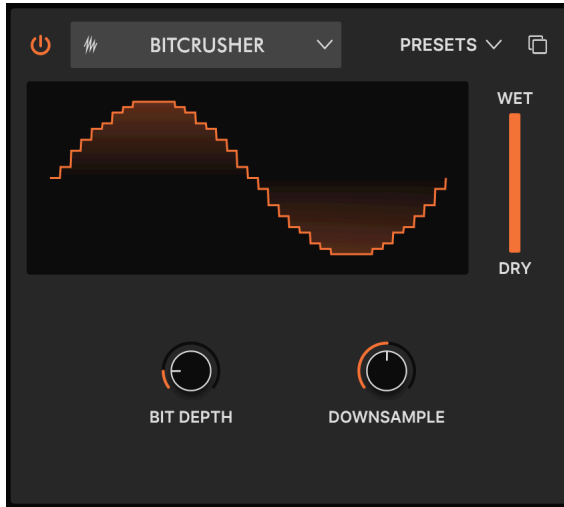 BITCRUSHER
PRESETS
WET
DRY
BIT DEPTH
DOWNSAMPLE